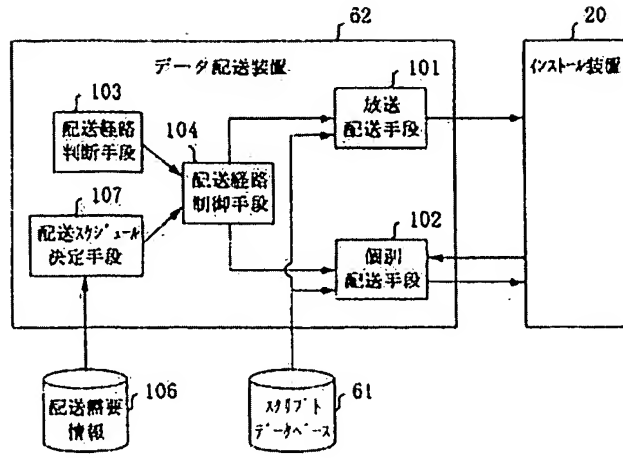 62
20
データ配送装置
インストール装置
101
103
放送
配送手段
配送経路
判断手段
104
配送経路
制御手段
107
配送スケジュール
決定手段
102
個別
配送手段
106
配送需要
情報
61
スクリプト
データベース